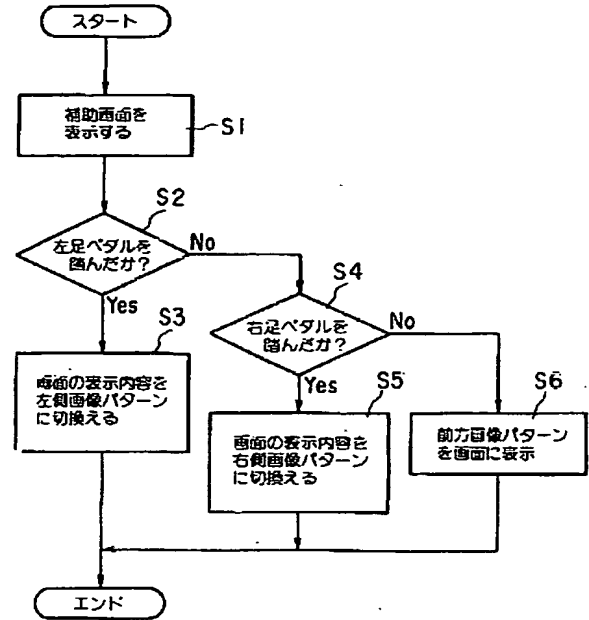 スタート
補助画面を
表示する
S1
S2
左足ペダルを
踏んだか?
No
Yes
S3
画面の表示内容を
左側画像パターン
に切換える
S4
右足ペダルを
踏んだか?
No
Yes
S5
画面の表示内容を
右側画像パターン
に切換える
S6
前方画像パターン
を画面に表示
エンド